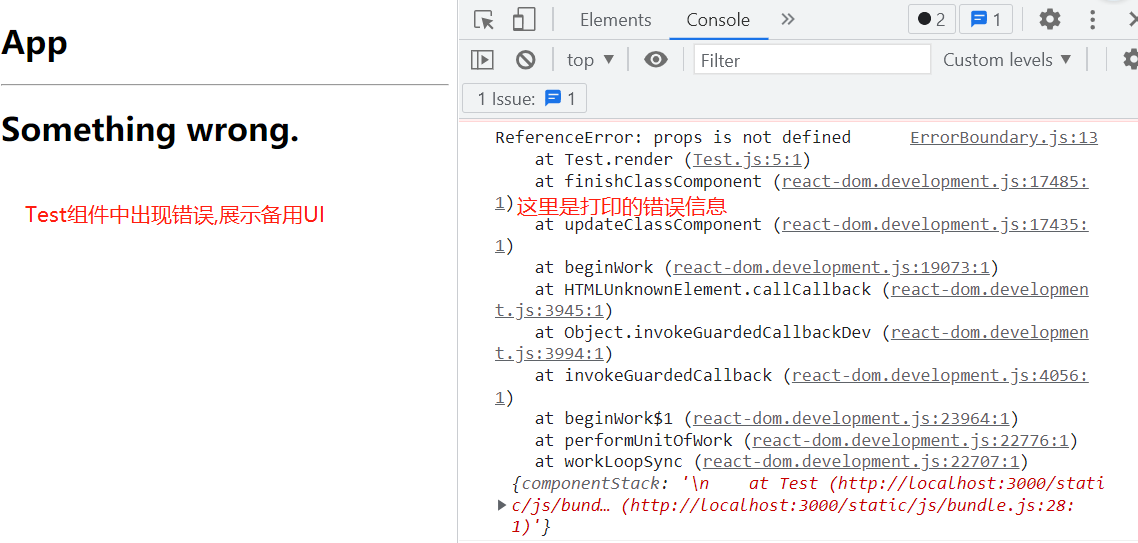 App
Something wrong.
Test组件中出现错误,展示备用UI
Elements Console
2 1
top ▼ Filter Custom levels ▼
1 Issue: 1
ReferenceError: props is not defined ErrorBoundary.js:13
at Test.render (Test.js:5:1)
at finishClassComponent (react-dom.development.js:17485:
1)这里是打印的错误信息
at updateClassComponent (react-dom.development.js:17435:
1)
at beginWork (react-dom.development.js:19073:1)
at HTMLUnknownElement.callCallback (react-dom.developmen
t.js:3945:1)
at Object.invokeGuardedCallbackDev (react-dom.developmen
t.js:3994:1)
at invokeGuardedCallback (react-dom.development.js:4056:
1)
at beginWork$1 (react-dom.development.js:23964:1)
at performUnitOfWork (react-dom.development.js:22776:1)
at workLoopSync (react-dom.development.js:22707:1)
{componentStack: '\n    at Test (http://localhost:3000/stati
c/js/bund… (http://localhost:3000/static/js/bundle.js:28:
1)'}